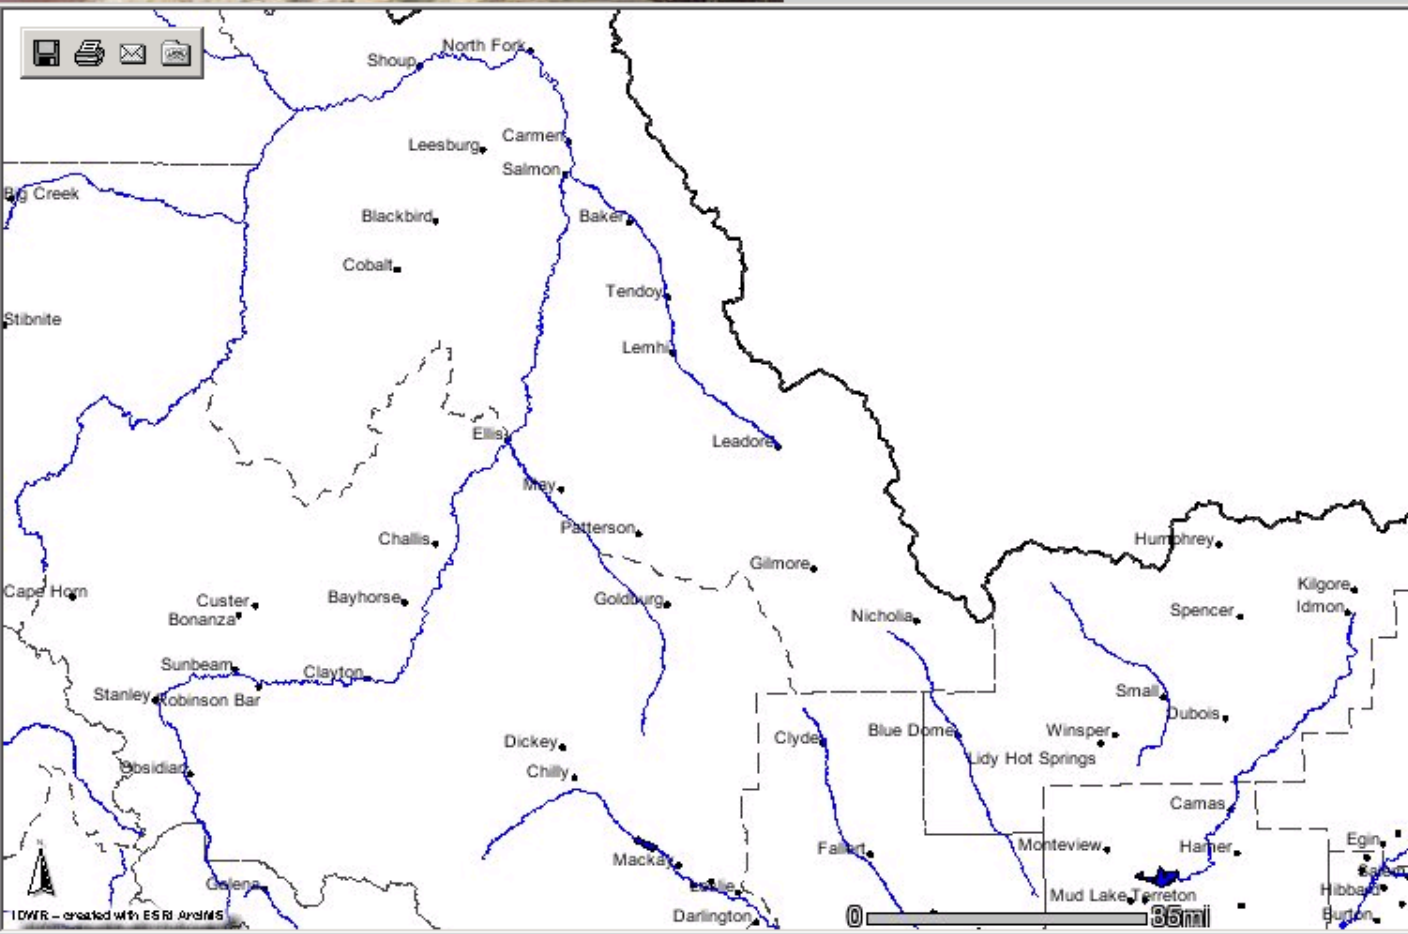 North Fork
Shoup
Carmen
Leesburg
Salmon
Big Creek
Blackbird
Baker
Cobalt
Tendoy
Stibnite
Lemhi
Ellis
Leadore
May
Patterson
Challis
Humphrey
Gilmore
Kilgore
Cape Horn
Custer
Bayhorse
Goldburg
Idmon
Bonanza
Nicholia
Spencer
Sunbeam
Clayton
Stanley
Robinson Bar
Small
Dubois
Dickey
Clyde
Blue Dome
Winsper
Lidy Hot Springs
Obsidian
Chilly
Camas
Mackay
Fallert
Monteview
Hamer
Egin
Galena
Leslie
Mud Lake
Terreton
Hibbard
N
IDWR – created with ESRI ArcIMS
Darlington
0
35mi
Burton